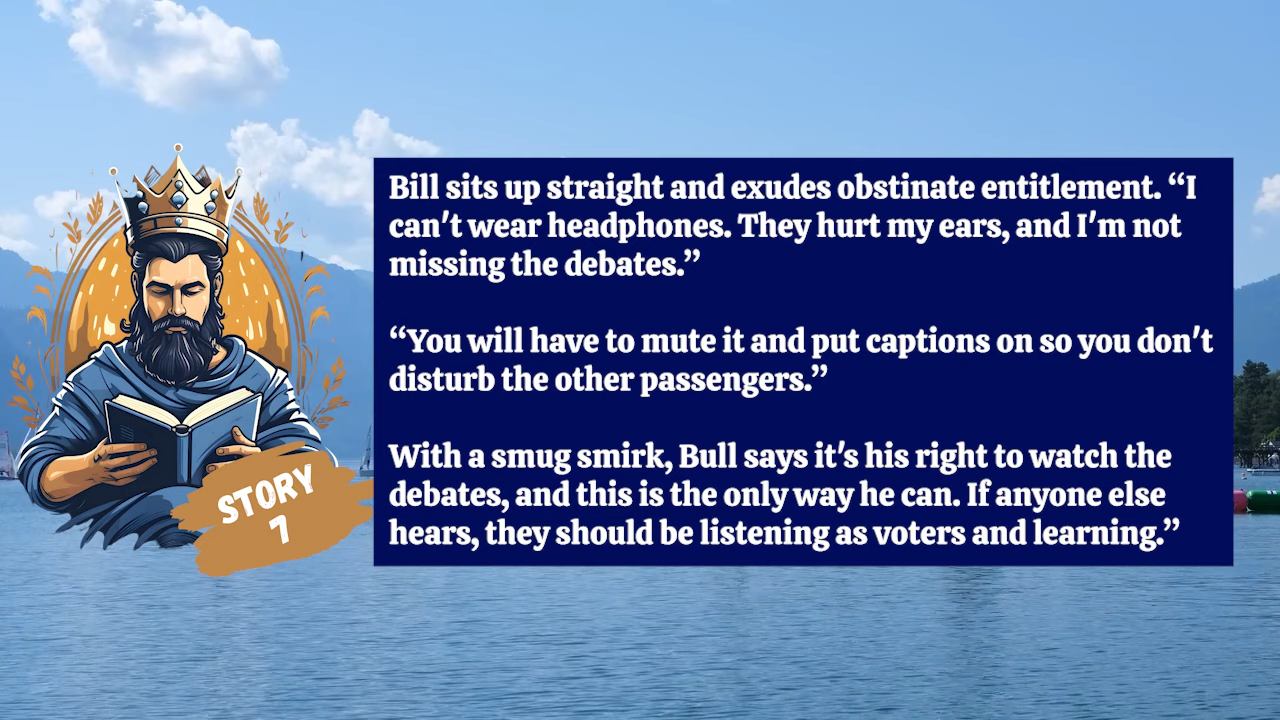 Bill sits up straight and exudes obstinate entitlement. “I
can't wear headphones. They hurt my ears, and I'm not
missing the debates.”
“You will have to mute it and put captions on so you don't
disturb the other passengers.”
With a smug smirk, Bull says it's his right to watch the
debates, and this is the only way he can. If anyone else
hears, they should be listening as voters and learning.”
STORY
7